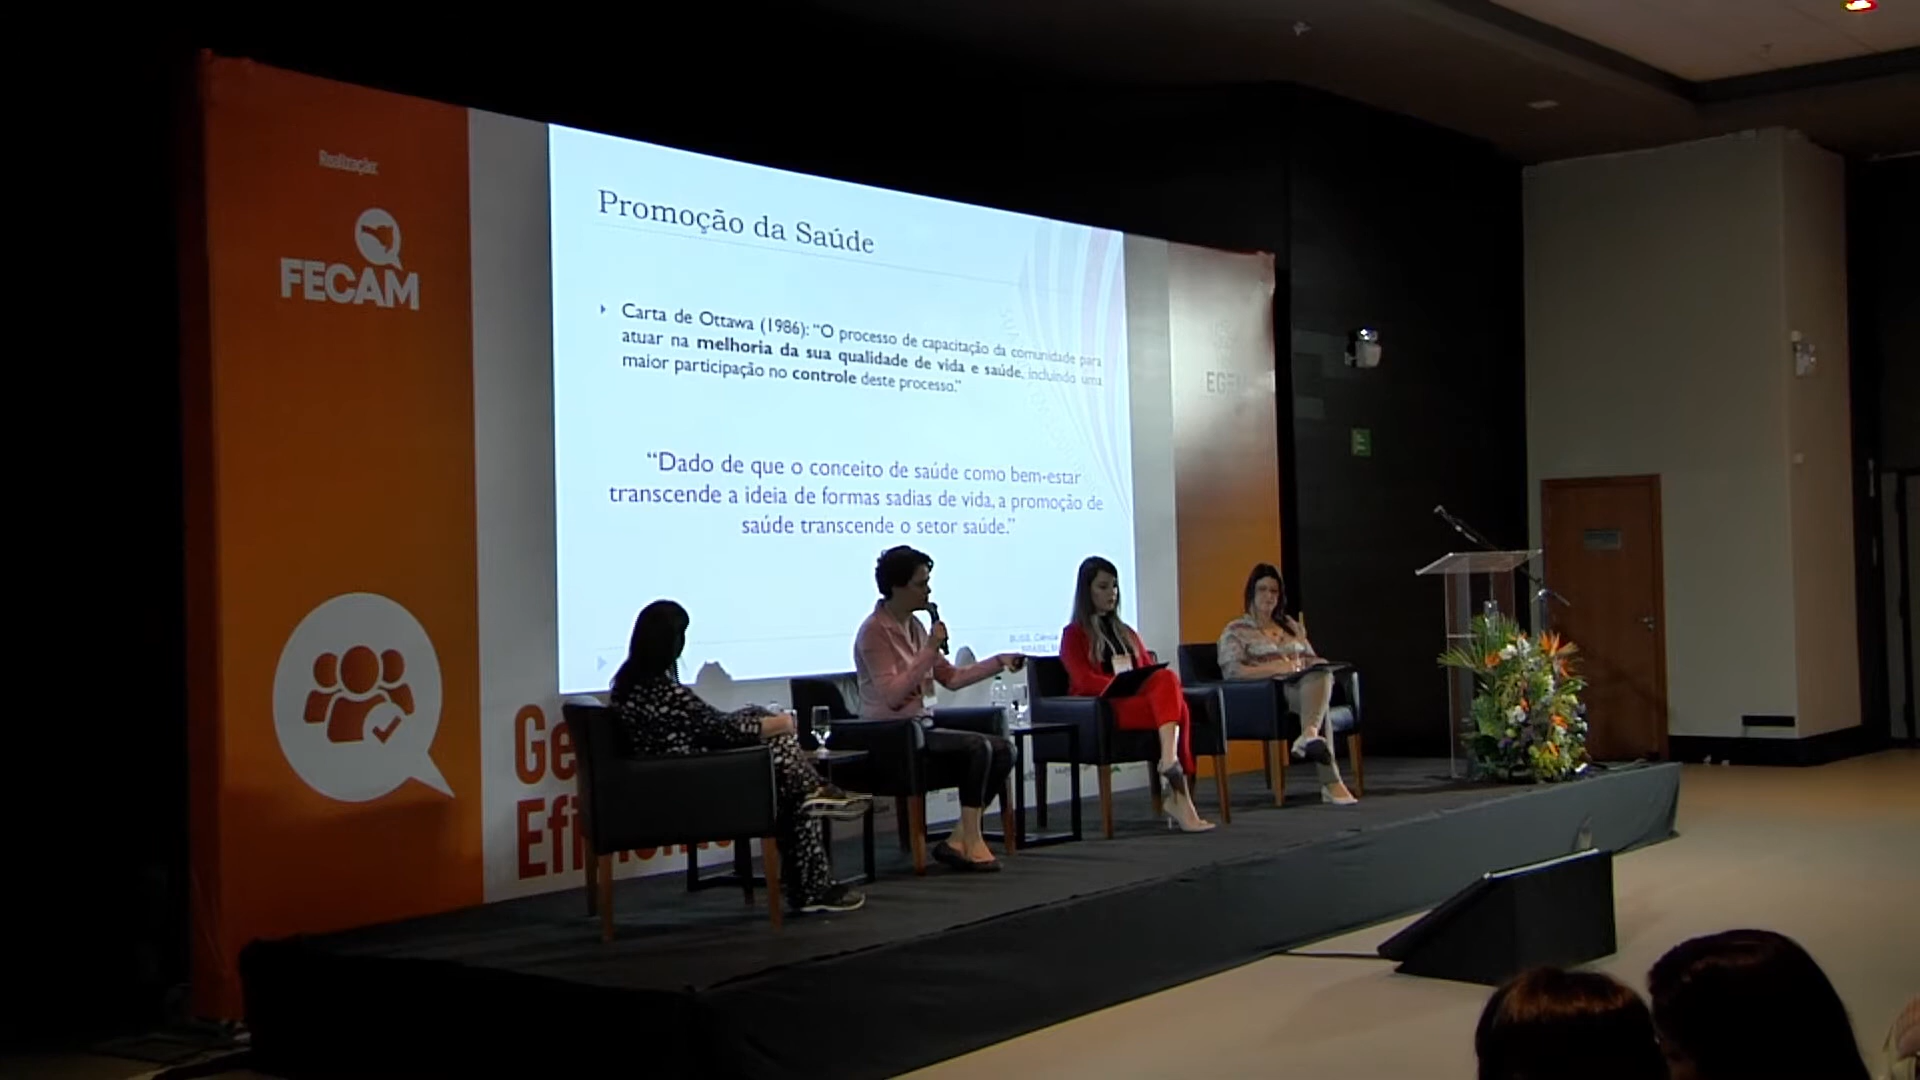 Realização:
FECAM
Promoção da Saúde
Carta de Ottawa (1986): “O processo de capacitação da comunidade para
atuar na melhoria da sua qualidade de vida e saúde, incluindo uma
maior participação no controle deste processo.”
“Dado de que o conceito de saúde como bem-estar
transcende a ideia de formas sadias de vida, a promoção de
saúde transcende o setor saúde.”
EGEM